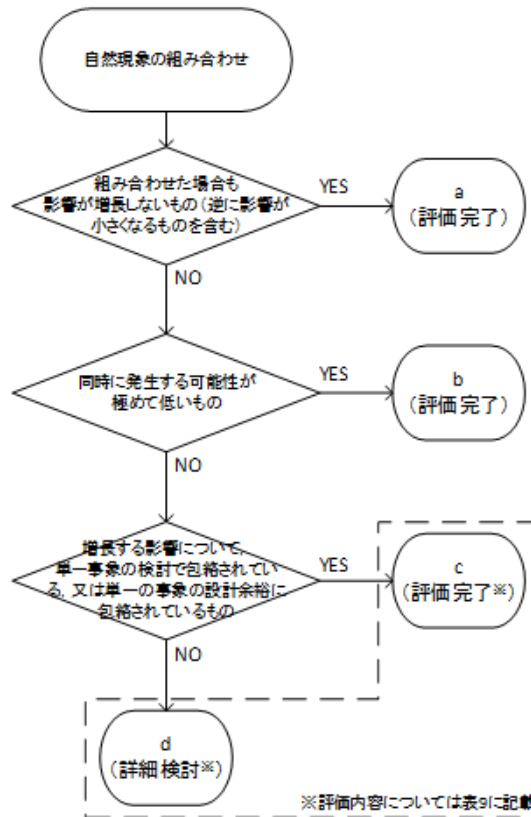 自然現象の組み合わせ
組み合わせた場合も
影響が増長しないもの（逆に影響が
小さくなるものを含む）
YES
a
（評価完了）
NO
同時に発生する可能性が
極めて低いもの
YES
b
（評価完了）
NO
増長する影響について，
単一事象の検討で包絡されてい
る，又は単一の事象の設計余裕に
包絡されているもの
YES
c
（評価完了※）
NO
d
（詳細検討※）
※評価内容については表9に記載